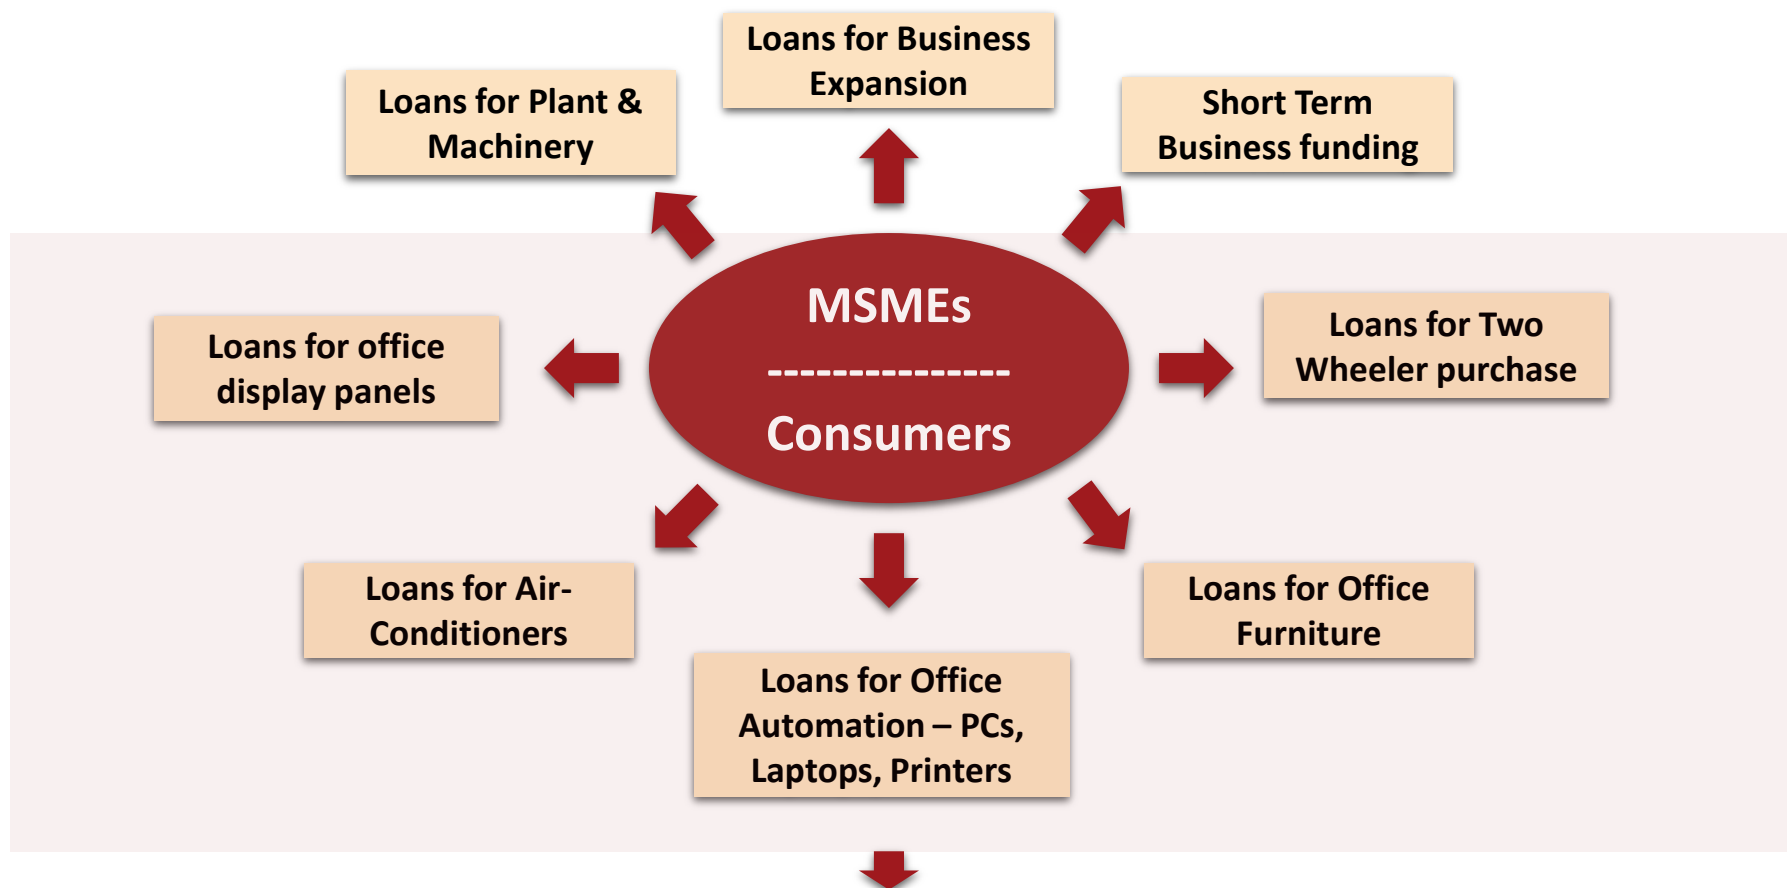 Loans for Business
Expansion
Loans for Plant &
Machinery
Short Term
Business funding
MSMEs
---------------
Consumers
Loans for office
display panels
Loans for Two
Wheeler purchase
Loans for Air-
Conditioners
Loans for Office
Furniture
Loans for Office
Automation – PCs,
Laptops, Printers